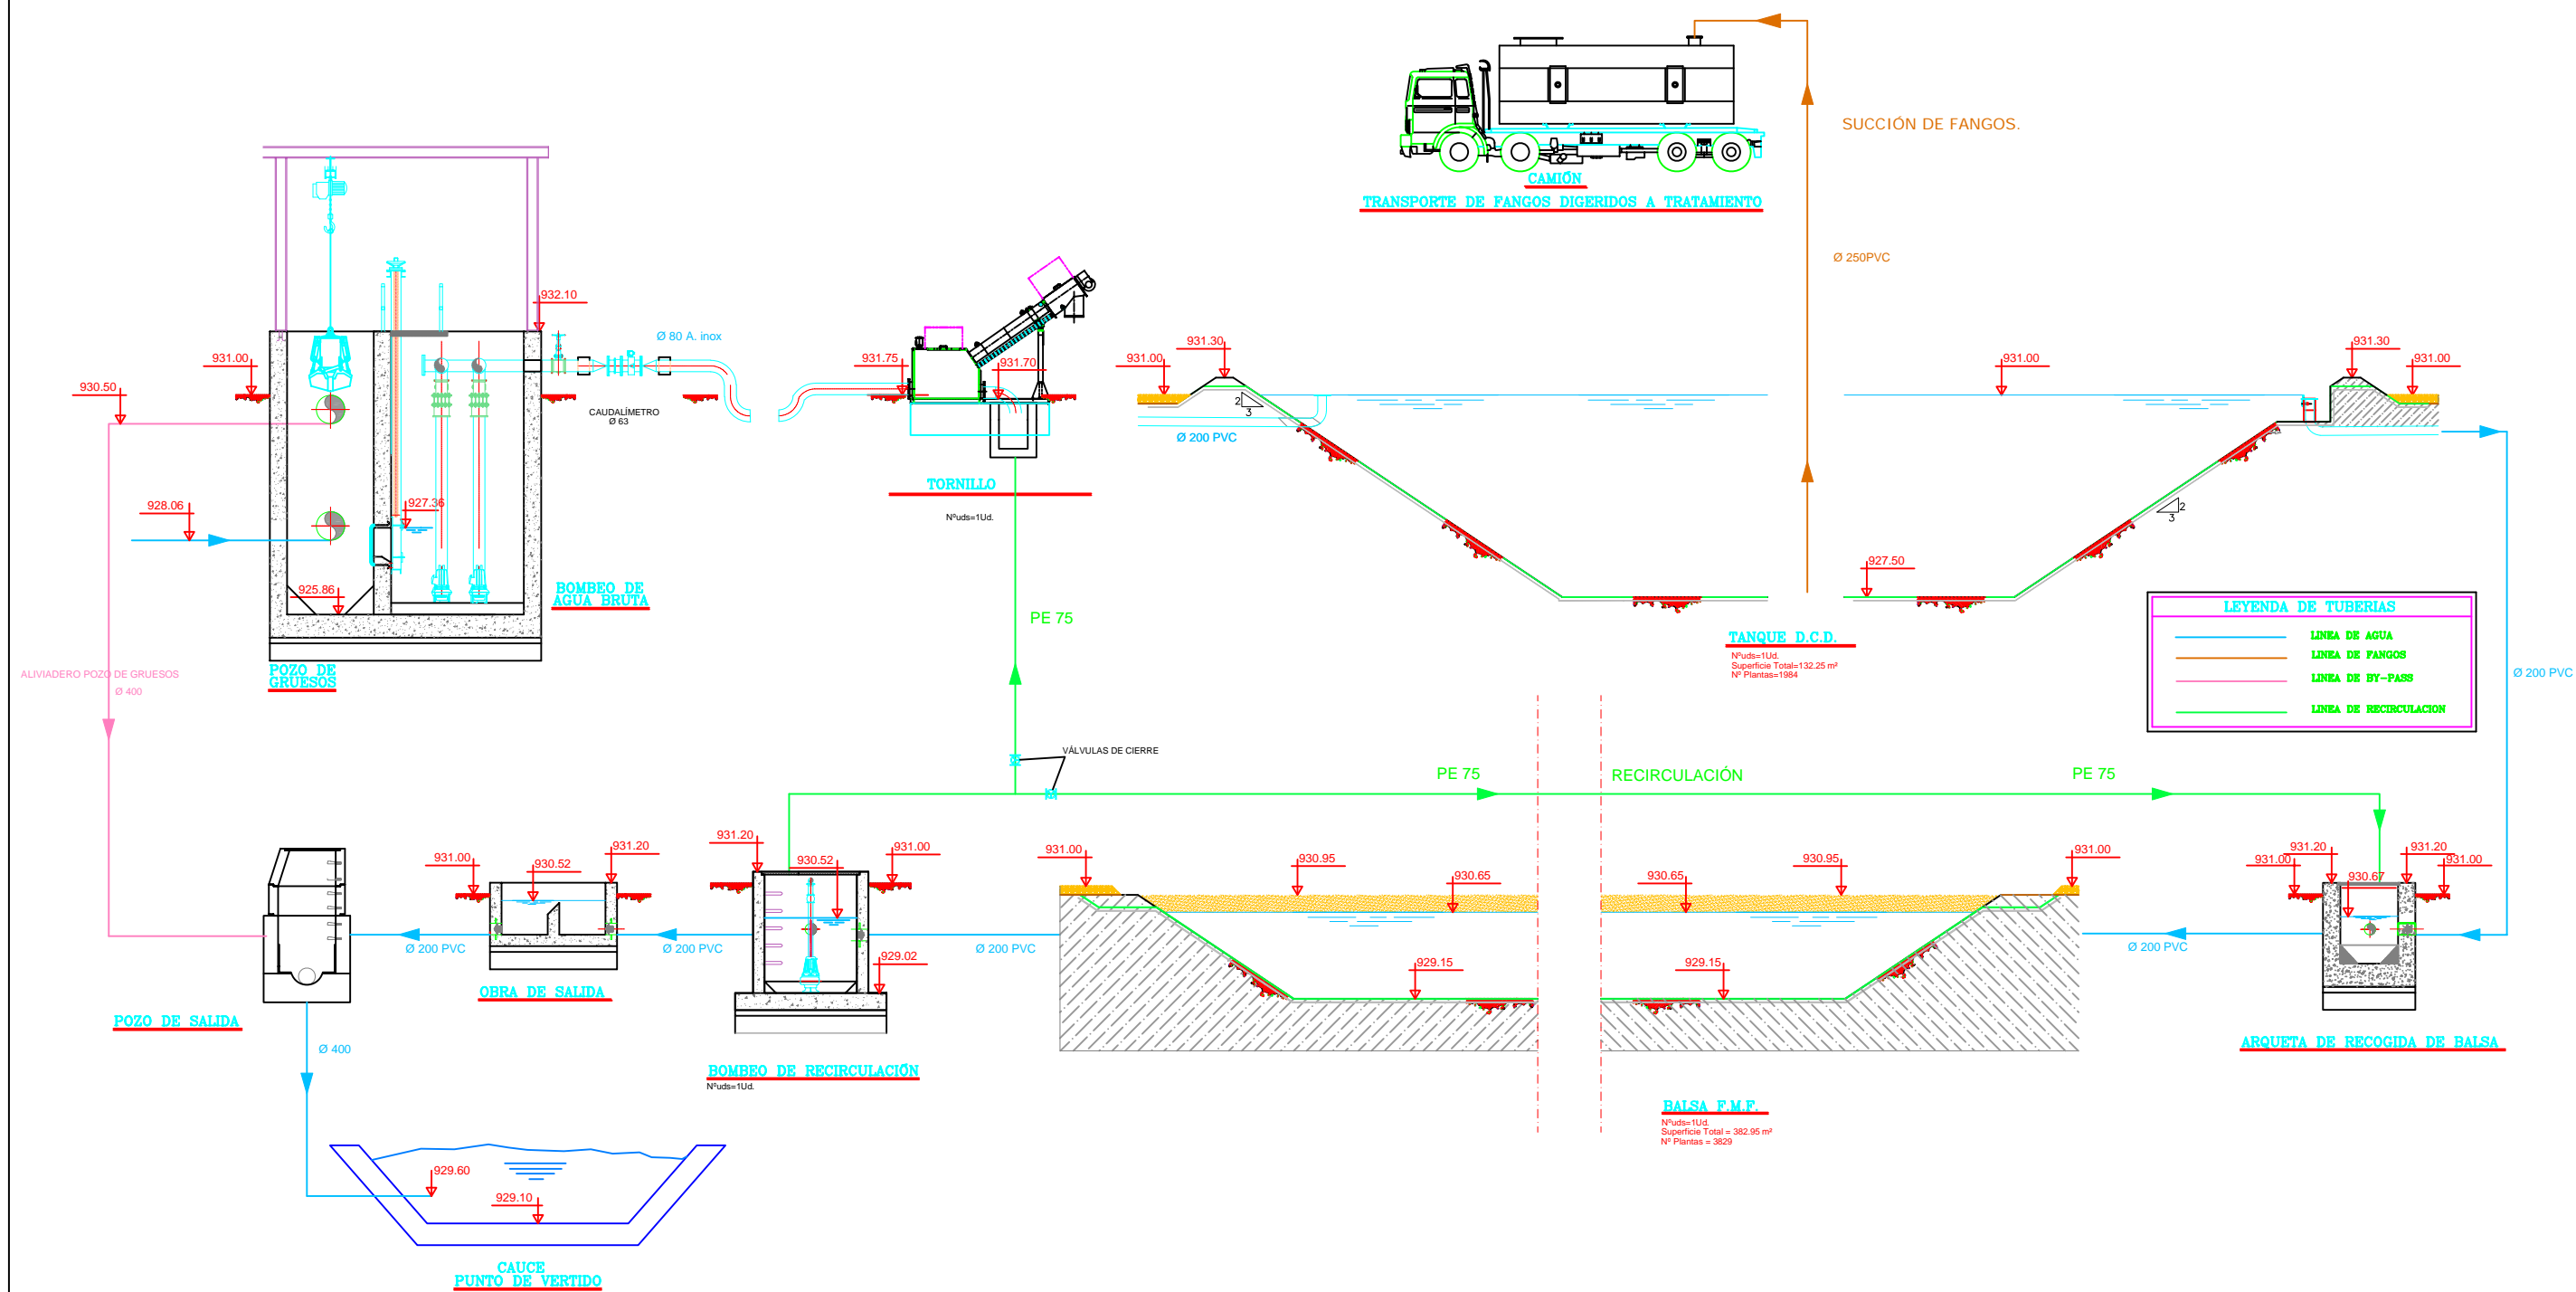 SUCCIÓN DE FANGOS.
CAMIÓN
TRANSPORTE DE FANGOS DIGERIDOS A TRATAMIENTO
Ø 250PVC
932.10
931.00
930.50
928.06
927.36
925.86
Ø 80 A. inox
CAUDALÍMETRO
Ø 63
BOMBEO DE
AGUA BRUTA
POZO DE
GRUESOS
ALIVIADERO POZO DE GRUESOS
Ø 400
931.75
931.70
TORNILLO
Nºuds=1Ud.
PE 75
931.00
931.30
2
3
Ø 200 PVC
931.00
931.30
931.00
2
3
927.50
TANQUE D.C.D.
Nºuds=1Ud.
Superficie Total=132.25 m²
Nº Plantas=1984
LEYENDA DE TUBERIAS
LINEA DE AGUA
LINEA DE FANGOS
LINEA DE BY-PASS
LINEA DE RECIRCULACION
Ø 200 PVC
VÁLVULAS DE CIERRE
PE 75
RECIRCULACIÓN
PE 75
931.00
930.52
931.20
Ø 200 PVC
OBRA DE SALIDA
POZO DE SALIDA
Ø 400
931.20
930.52
931.00
929.02
Ø 200 PVC
Ø 200 PVC
BOMBEO DE RECIRCULACIÓN
Nºuds=1Ud.
931.00
930.95
930.65
929.15
930.65
930.95
931.00
929.15
BALSA F.M.F.
Nºuds=1Ud.
Superficie Total = 382.95 m²
Nº Plantas = 3829
Ø 200 PVC
931.00
931.20
930.67
931.20
931.00
ARQUETA DE RECOGIDA DE BALSA
929.60
929.10
CAUCE
PUNTO DE VERTIDO